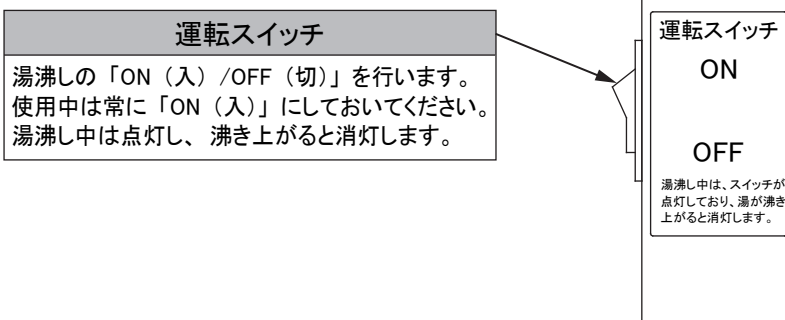 運転スイッチ
湯沸しの「ON（入）/OFF（切）」を行います。
使用中は常に「ON（入）」にしておいてください。
湯沸し中は点灯し、沸き上がると消灯します。
運転スイッチ
ON
OFF
湯沸し中は、スイッチが
点灯しており、湯が沸き
上がると消灯します。